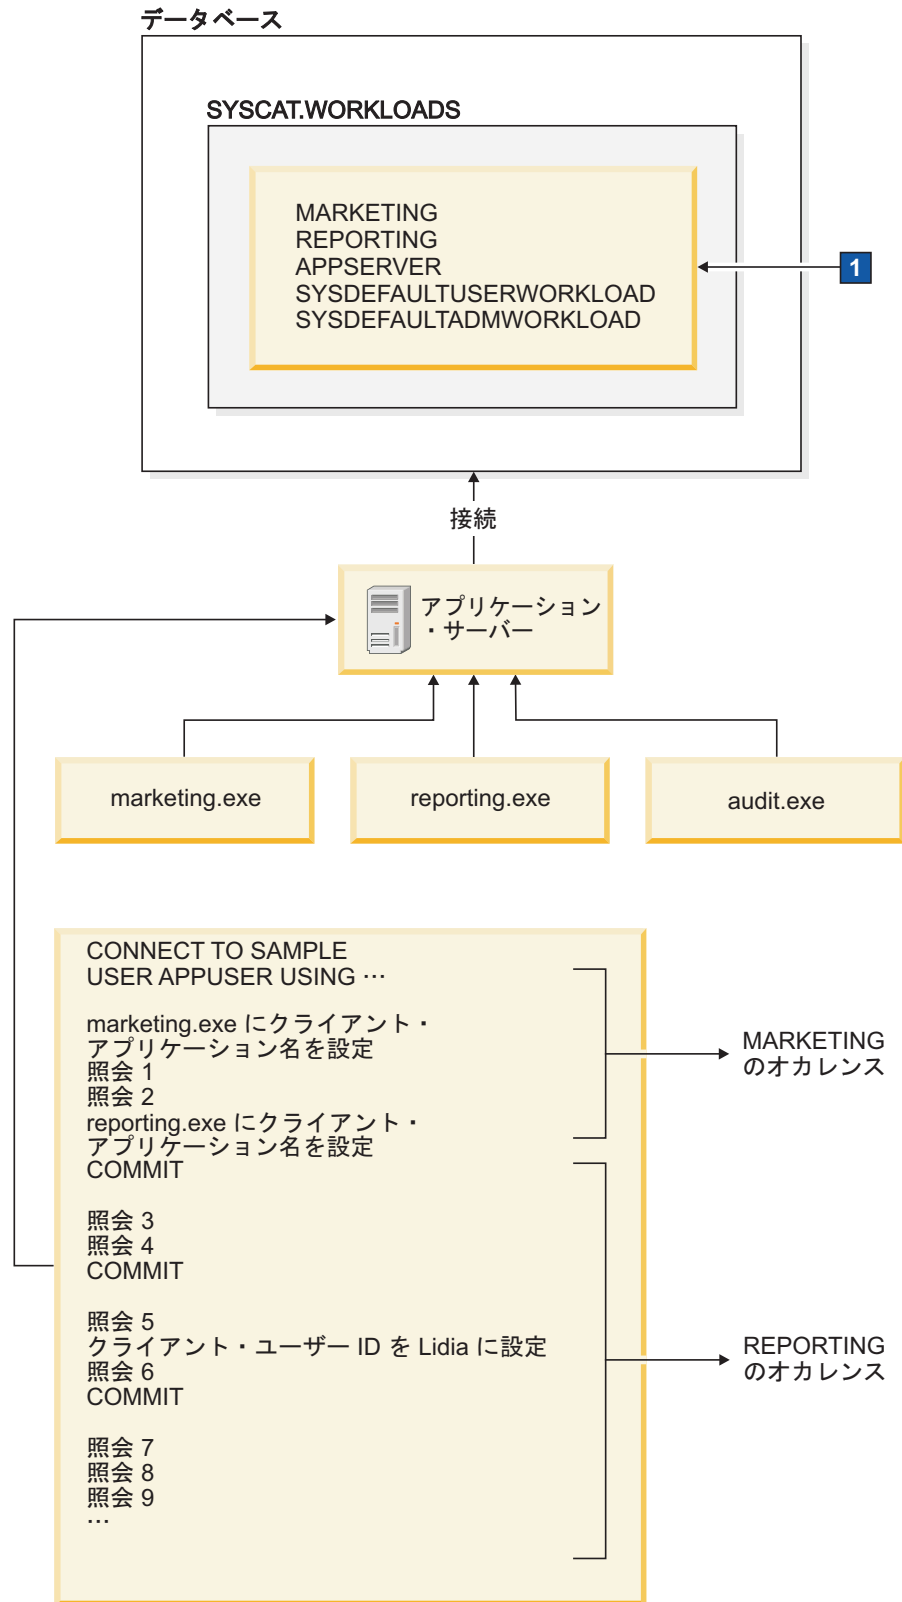 データベース
SYSCAT.WORKLOADS
MARKETING
REPORTING
APPSERVER
SYSDEFAULTUSERWORKLOAD
SYSDEFAULTADMWORKLOAD
1
接続
アプリケーション
・サーバー
marketing.exe
reporting.exe
audit.exe
CONNECT TO SAMPLE
USER APPUSER USING …
marketing.exe にクライアント・
アプリケーション名を設定
照会 1
照会 2
reporting.exe にクライアント・
アプリケーション名を設定
COMMIT
照会 3
照会 4
COMMIT
照会 5
クライアント・ユーザー ID を Lidia に設定
照会 6
COMMIT
照会 7
照会 8
照会 9
…
MARKETING
のオカレンス
REPORTING
のオカレンス